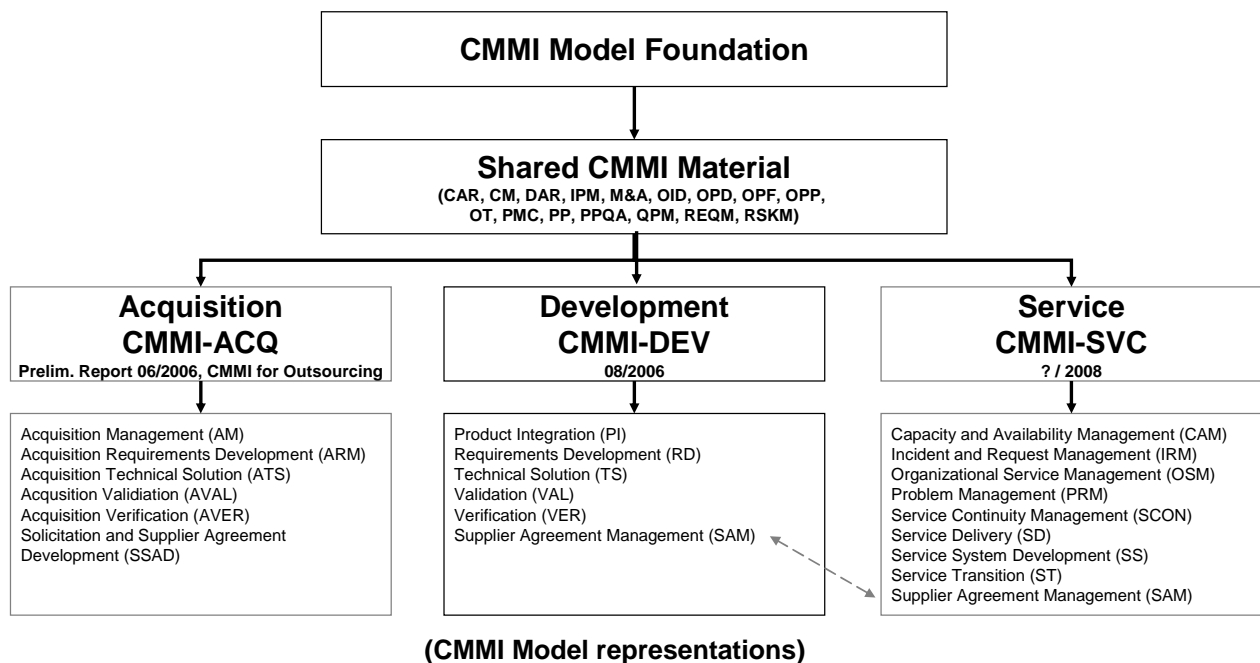 CMMI Model Foundation
Shared CMMI Material
(CAR, CM, DAR, IPM, M&A, OID, OPD, OPF, OPP,
OT, PMC, PP, PPQA, QPM, REQM, RSKM)
Acquisition
CMMI-ACQ
Prelim. Report 06/2006, CMMI for Outsourcing
Development
CMMI-DEV
08/2006
Service
CMMI-SVC
? / 2008
Acquisition Management (AM)
Acquisition Requirements Development (ARM)
Acquisition Technical Solution (ATS)
Acqusition Validiation (AVAL)
Acquisition Verification (AVER)
Solicitation and Supplier Agreement
Development (SSAD)
Product Integration (PI)
Requirements Development (RD)
Technical Solution (TS)
Validation (VAL)
Verification (VER)
Supplier Agreement Management (SAM)
Capacity and Availability Management (CAM)
Incident and Request Management (IRM)
Organizational Service Management (OSM)
Problem Management (PRM)
Service Continuity Management (SCON)
Service Delivery (SD)
Service System Development (SS)
Service Transition (ST)
Supplier Agreement Management (SAM)
(CMMI Model representations)